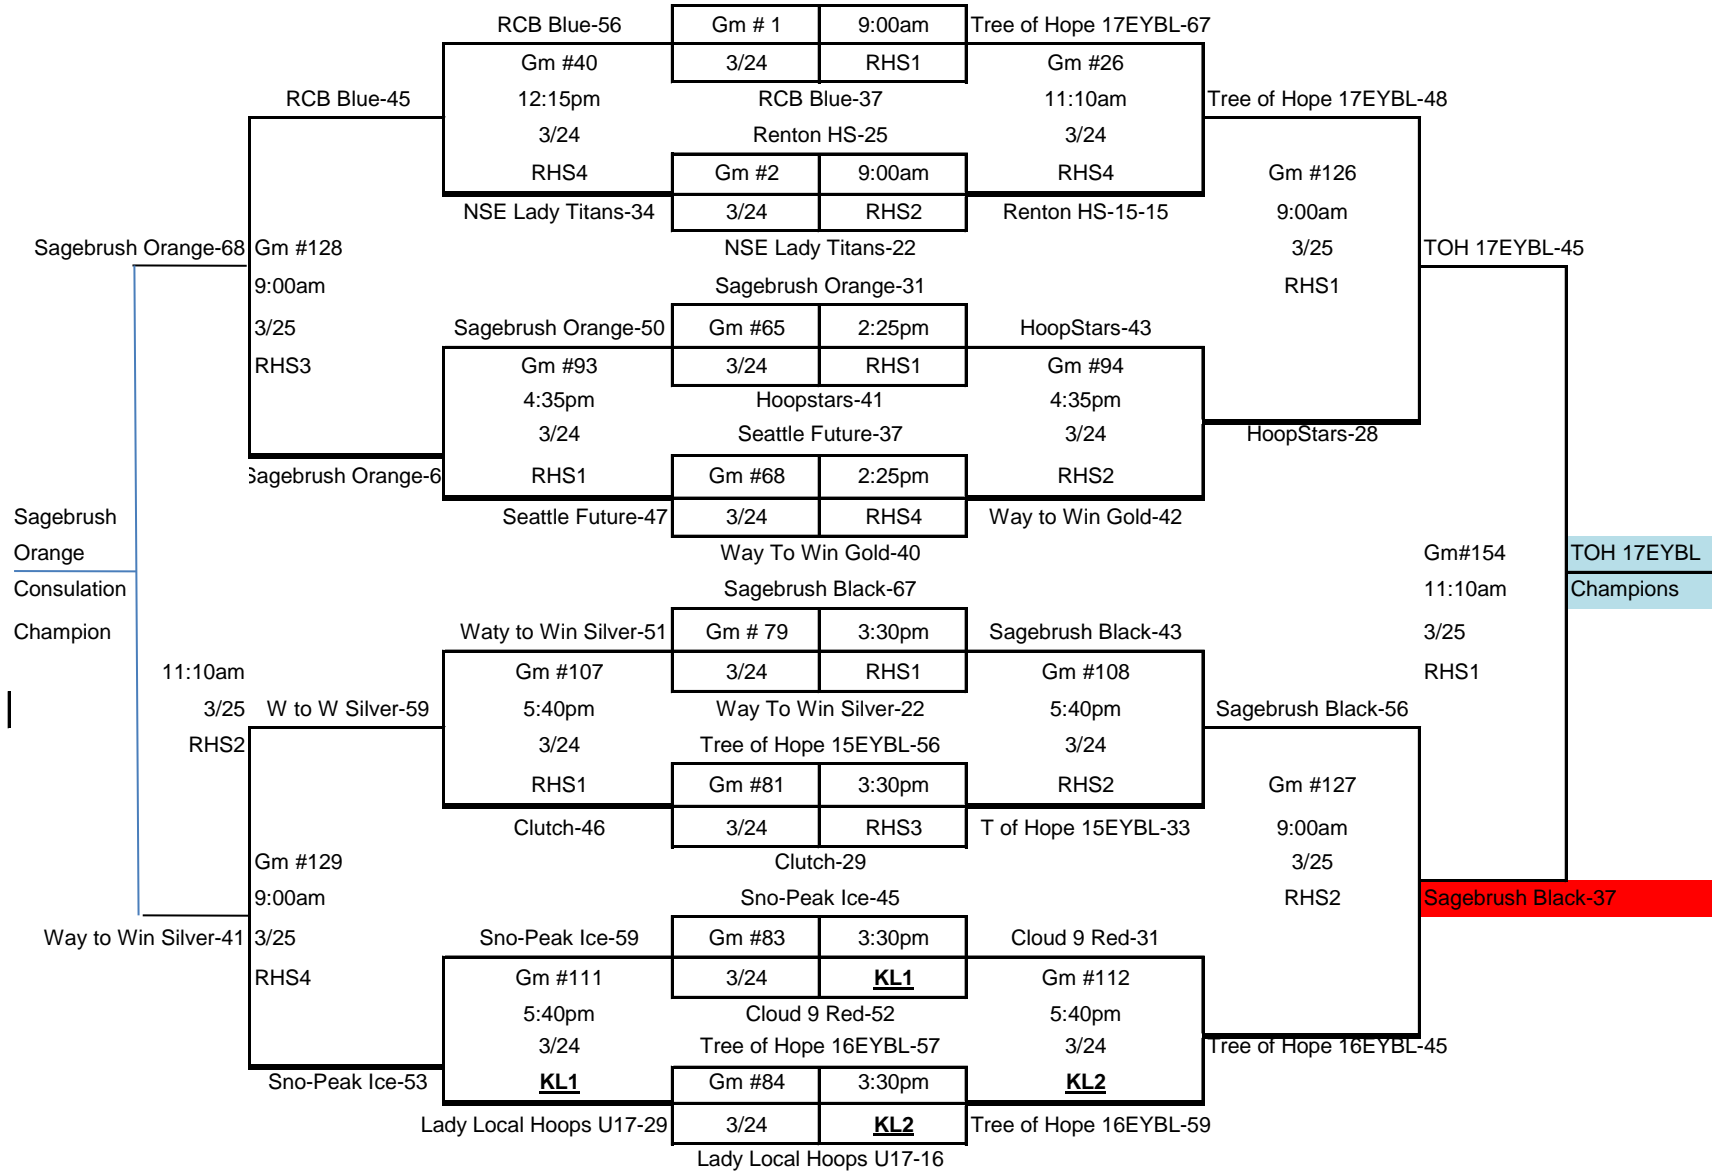 RCB Blue-56 Gm # 1 9:00am Tree of Hope 17EYBL-67
Gm #40 3/24 RHS1 Gm #26
RCB Blue-45 12:15pm RCB Blue-37 11:10am Tree of Hope 17EYBL-48
3/24 Renton HS-25 3/24
RHS4 Gm #2 9:00am RHS4 Gm #126
NSE Lady Titans-34 3/24 RHS2 Renton HS-15-15 9:00am
Sagebrush Orange-68 Gm #128 NSE Lady Titans-22 3/25 TOH 17EYBL-45
9:00am Sagebrush Orange-31 RHS1
3/25 Sagebrush Orange-50 Gm #65 2:25pm HoopStars-43
RHS3 Gm #93 3/24 RHS1 Gm #94
4:35pm Hoopstars-41 4:35pm
3/24 Seattle Future-37 3/24 HoopStars-28
Sagebrush Orange-6 RHS1 Gm #68 2:25pm RHS2
Sagebrush Seattle Future-47 3/24 RHS4 Way to Win Gold-42
Orange Way To Win Gold-40 Gm#154 TOH 17EYBL
Consulation Sagebrush Black-67 11:10am Champions
Champion Waty to Win Silver-51 Gm # 79 3:30pm Sagebrush Black-43 3/25
11:10am Gm #107 3/24 RHS1 Gm #108 RHS1
3/25 W to W Silver-59 5:40pm Way To Win Silver-22 5:40pm Sagebrush Black-56
RHS2 3/24 Tree of Hope 15EYBL-56 3/24
RHS1 Gm #81 3:30pm RHS2 Gm #127
Clutch-46 3/24 RHS3 T of Hope 15EYBL-33 9:00am
Gm #129 Clutch-29 3/25
9:00am Sno-Peak Ice-45 RHS2 Sagebrush Black-37
Way to Win Silver-41 3/25 Sno-Peak Ice-59 Gm #83 3:30pm Cloud 9 Red-31
RHS4 Gm #111 3/24 KL1 Gm #112
5:40pm Cloud 9 Red-52 5:40pm
3/24 Tree of Hope 16EYBL-57 3/24 Tree of Hope 16EYBL-45
Sno-Peak Ice-53 KL1 Gm #84 3:30pm KL2
Lady Local Hoops U17-29 3/24 KL2 Tree of Hope 16EYBL-59
Lady Local Hoops U17-16